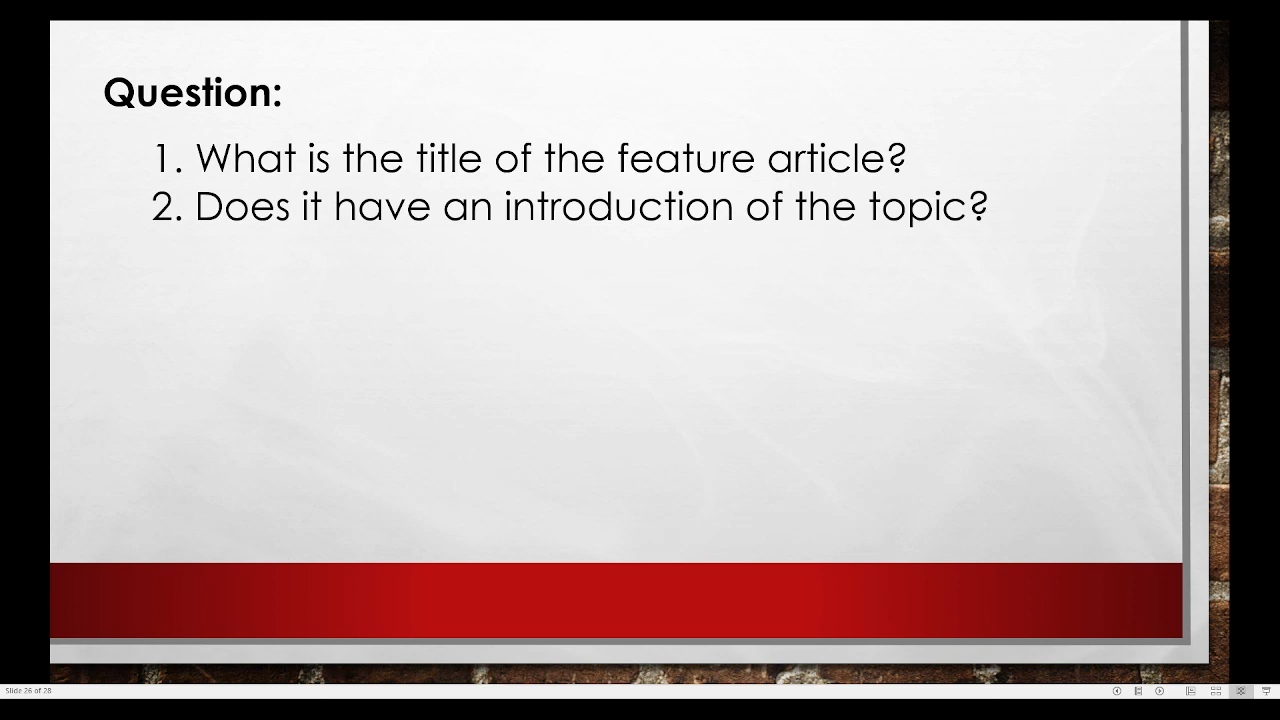 Question:
1. What is the title of the feature article?
2. Does it have an introduction of the topic?
Slide 26 of 28